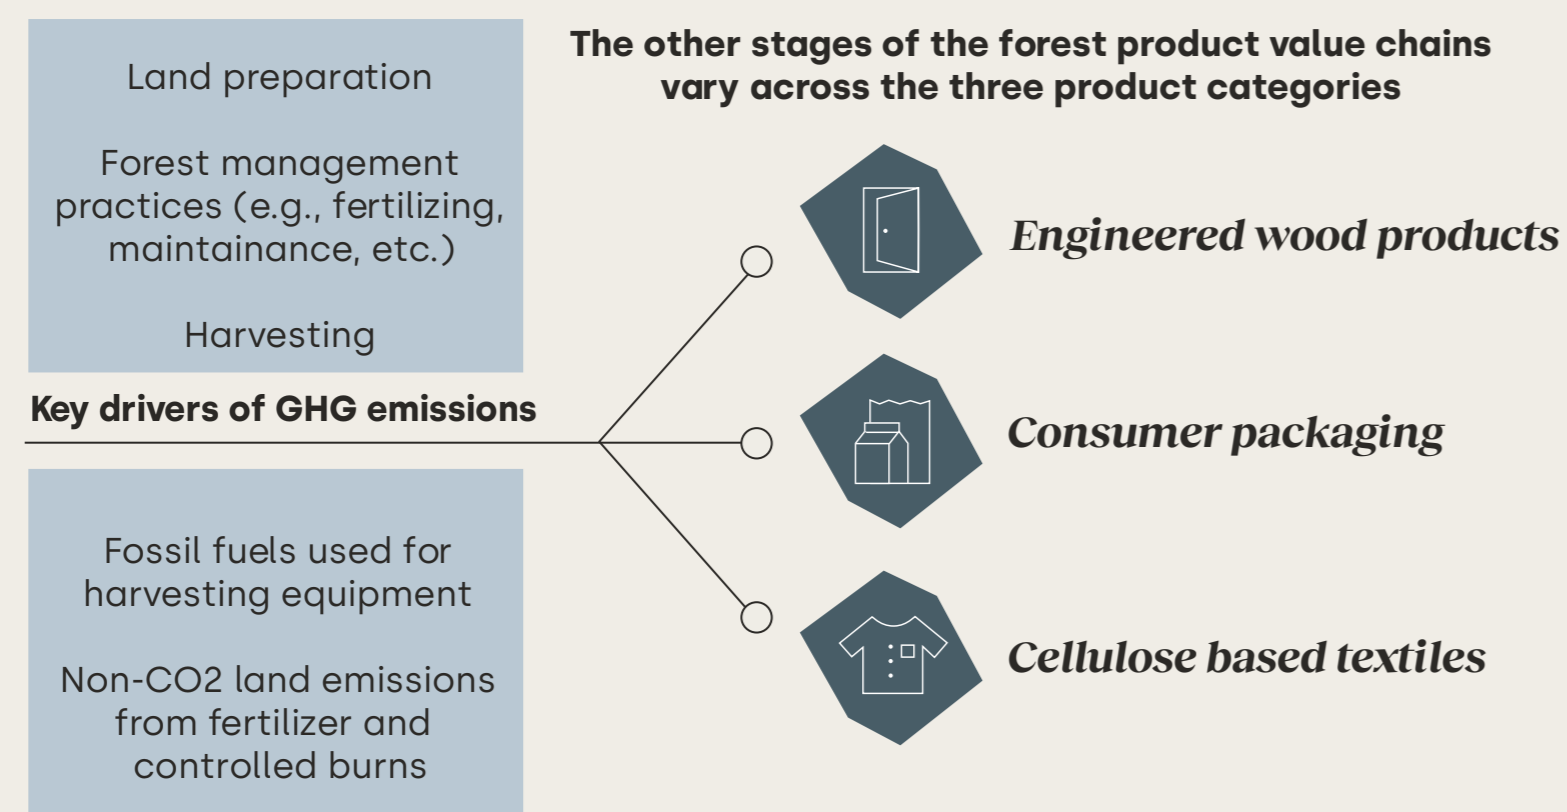 Land preparation
Forest management
practices (e.g., fertilizing,
maintainance, etc.)
Harvesting
Key drivers of GHG emissions
Fossil fuels used for
harvesting equipment
Non-CO2 land emissions
from fertilizer and
controlled burns
The other stages of the forest product value chains
vary across the three product categories
Engineered wood products
Consumer packaging
Cellulose based textiles